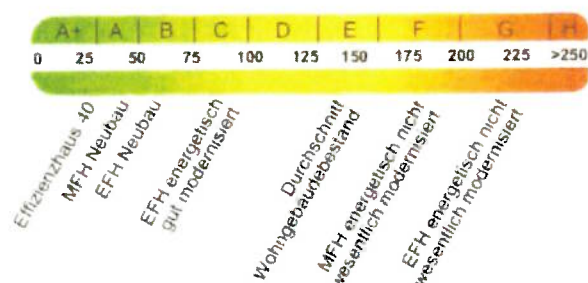 A+ A B C D E F G H
0 25 50 75 100 125 150 175 200 225 >250
Effizienzhaus 40
MFH Neubau
EFH Neubau
EFH energetisch
gut modernisiert
Durchschnitt
Wohngebäudebestand
MFH energetisch nicht
wesentlich modernisiert
EFH energetisch nicht
wesentlich modernisiert